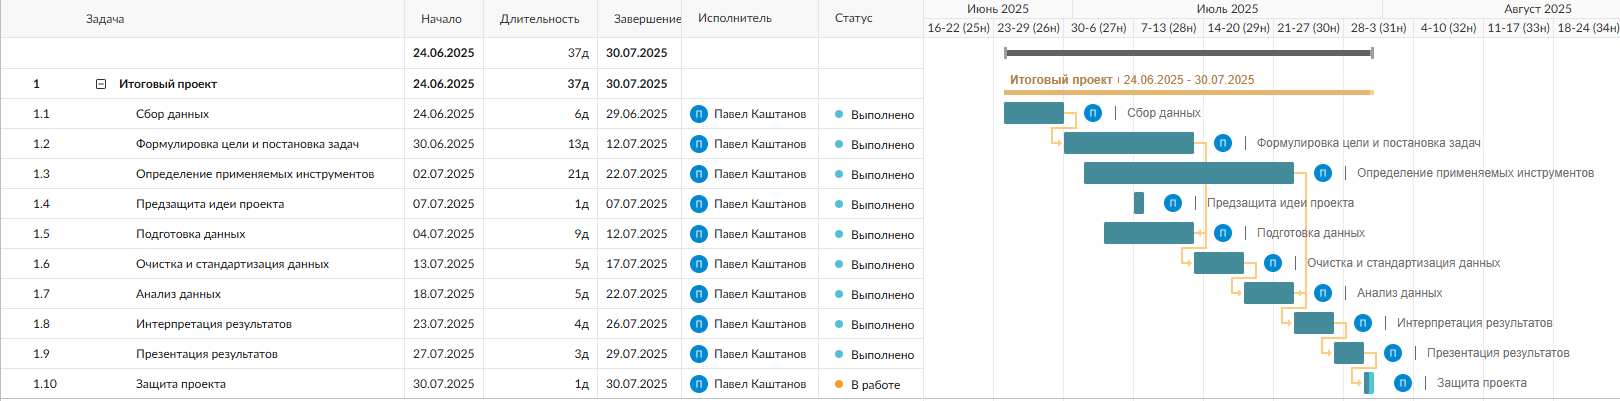 Задача Начало Длительность Завершение Исполнитель Статус Июнь 2025 Июль 2025 Август 2025
16-22 (25н) 23-29 (26н) 30-6 (27н) 7-13 (28н) 14-20 (29н) 21-27 (30н) 28-3 (31н) 4-10 (32н) 11-17 (33н) 18-24 (34н)
24.06.2025 37д 30.07.2025
1 Итоговый проект 24.06.2025 37д 30.07.2025 Итоговый проект 24.06.2025 - 30.07.2025
1.1 Сбор данных 24.06.2025 6д 29.06.2025 П Павел Каштанов Выполнено П Сбор данных
1.2 Формулировка цели и постановка задач 30.06.2025 13д 12.07.2025 П Павел Каштанов Выполнено П Формулировка цели и постановка задач
1.3 Определение применяемых инструментов 02.07.2025 21д 22.07.2025 П Павел Каштанов Выполнено П Определение применяемых инструментов
1.4 Предзащита идеи проекта 07.07.2025 1д 07.07.2025 П Павел Каштанов Выполнено П Предзащита идеи проекта
1.5 Подготовка данных 04.07.2025 9д 12.07.2025 П Павел Каштанов Выполнено П Подготовка данных
1.6 Очистка и стандартизация данных 13.07.2025 5д 17.07.2025 П Павел Каштанов Выполнено П Очистка и стандартизация данных
1.7 Анализ данных 18.07.2025 5д 22.07.2025 П Павел Каштанов Выполнено П Анализ данных
1.8 Интерпретация результатов 23.07.2025 4д 26.07.2025 П Павел Каштанов Выполнено П Интерпретация результатов
1.9 Презентация результатов 27.07.2025 3д 29.07.2025 П Павел Каштанов Выполнено П Презентация результатов
1.10 Защита проекта 30.07.2025 1д 30.07.2025 П Павел Каштанов В работе П Защита проекта